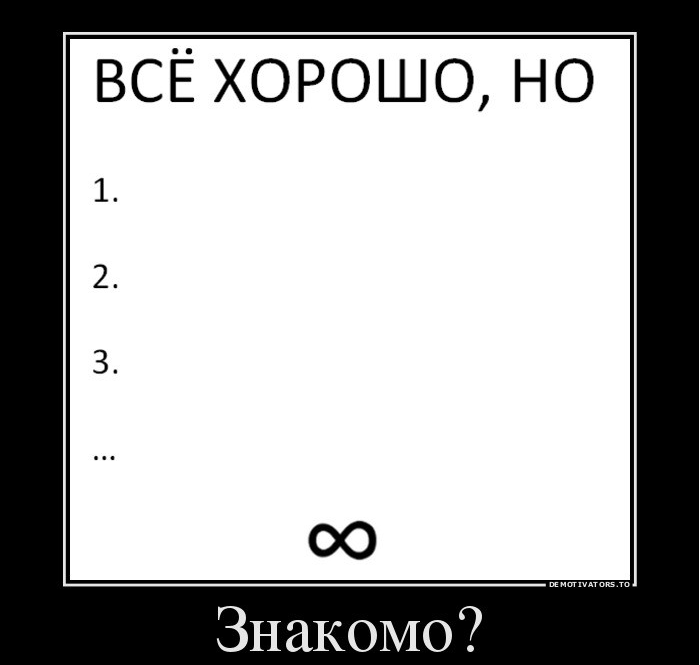 ВСЁ ХОРОШО, НО
1.
2.
3.
...
∞
DEMOTIVATORS.TO
Знакомо?